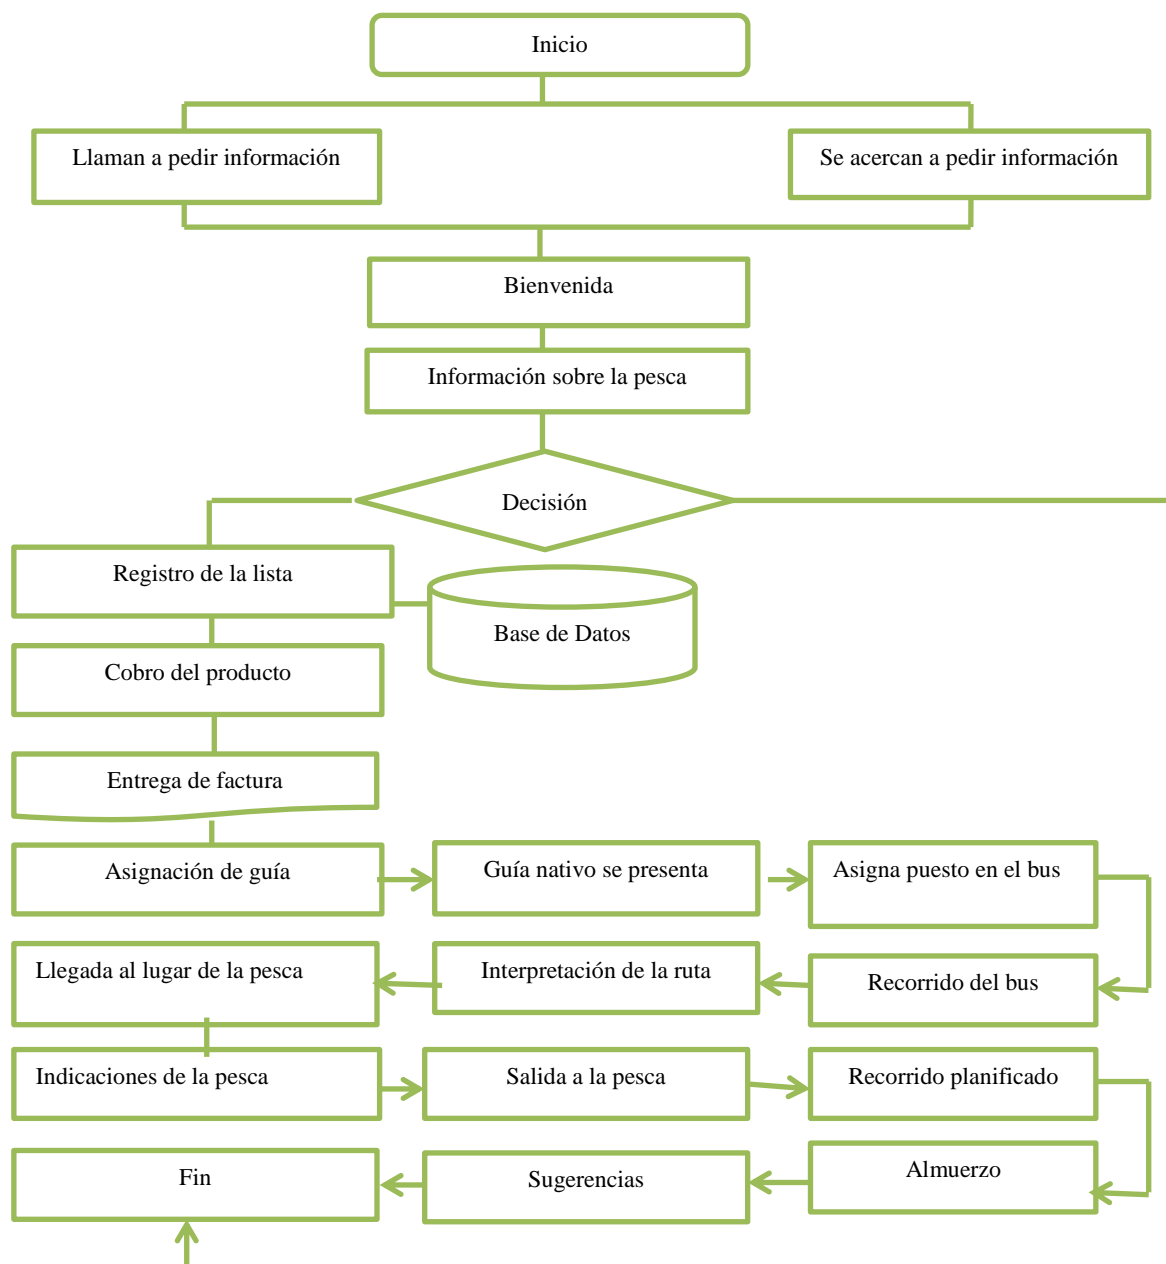 Inicio
Llaman a pedir información
Se acercan a pedir información
Bienvenida
Información sobre la pesca
Decisión
Registro de la lista
Base de Datos
Cobro del producto
Entrega de factura
Asignación de guía
Guía nativo se presenta
Asigna puesto en el bus
Llegada al lugar de la pesca
Interpretación de la ruta
Recorrido del bus
Indicaciones de la pesca
Salida a la pesca
Recorrido planificado
Fin
Sugerencias
Almuerzo